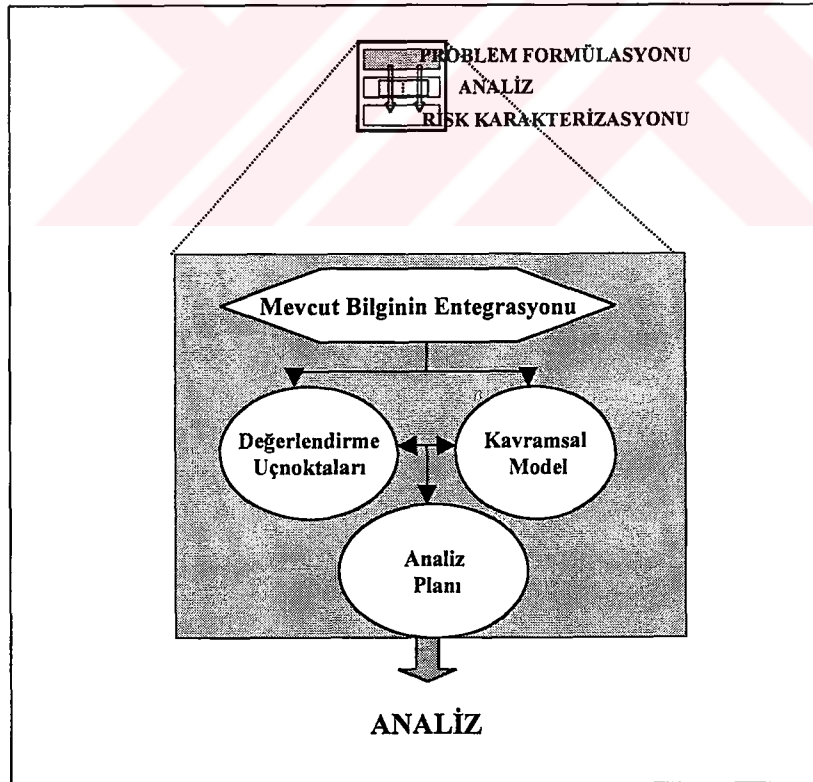 PROBLEM FORMÜLASYONU
ANALİZ
RİSK KARAKTERİZASYONU
Mevcut Bilginin Entegrasyonu
Değerlendirme
Uçnoktaları
Kavramsal
Model
Analiz
Planı
ANALİZ